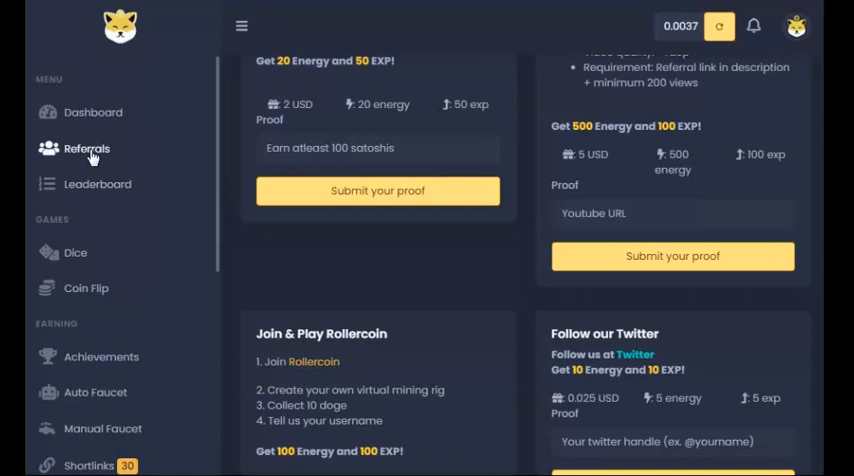 0.0037
MENU
Dashboard
Referrals
Leaderboard
GAMES
Dice
Coin Flip
EARNING
Achievements
Auto Faucet
Manual Faucet
Shortlinks 30
Get 20 Energy and 50 EXP!
2 USD 20 energy 50 exp
Proof
Earn atleast 100 satoshis
Submit your proof
Requirement: Referral link in description
+ minimum 200 views
Get 500 Energy and 100 EXP!
5 USD 500 energy 100 exp
Proof
Youtube URL
Submit your proof
Join & Play Rollercoin
1. Join Rollercoin
2. Create your own virtual mining rig
3. Collect 10 doge
4. Tell us your username
Get 100 Energy and 100 EXP!
Follow our Twitter
Follow us at Twitter
Get 10 Energy and 10 EXP!
0.025 USD 5 energy 5 exp
Proof
Your twitter handle (ex. @yourname)